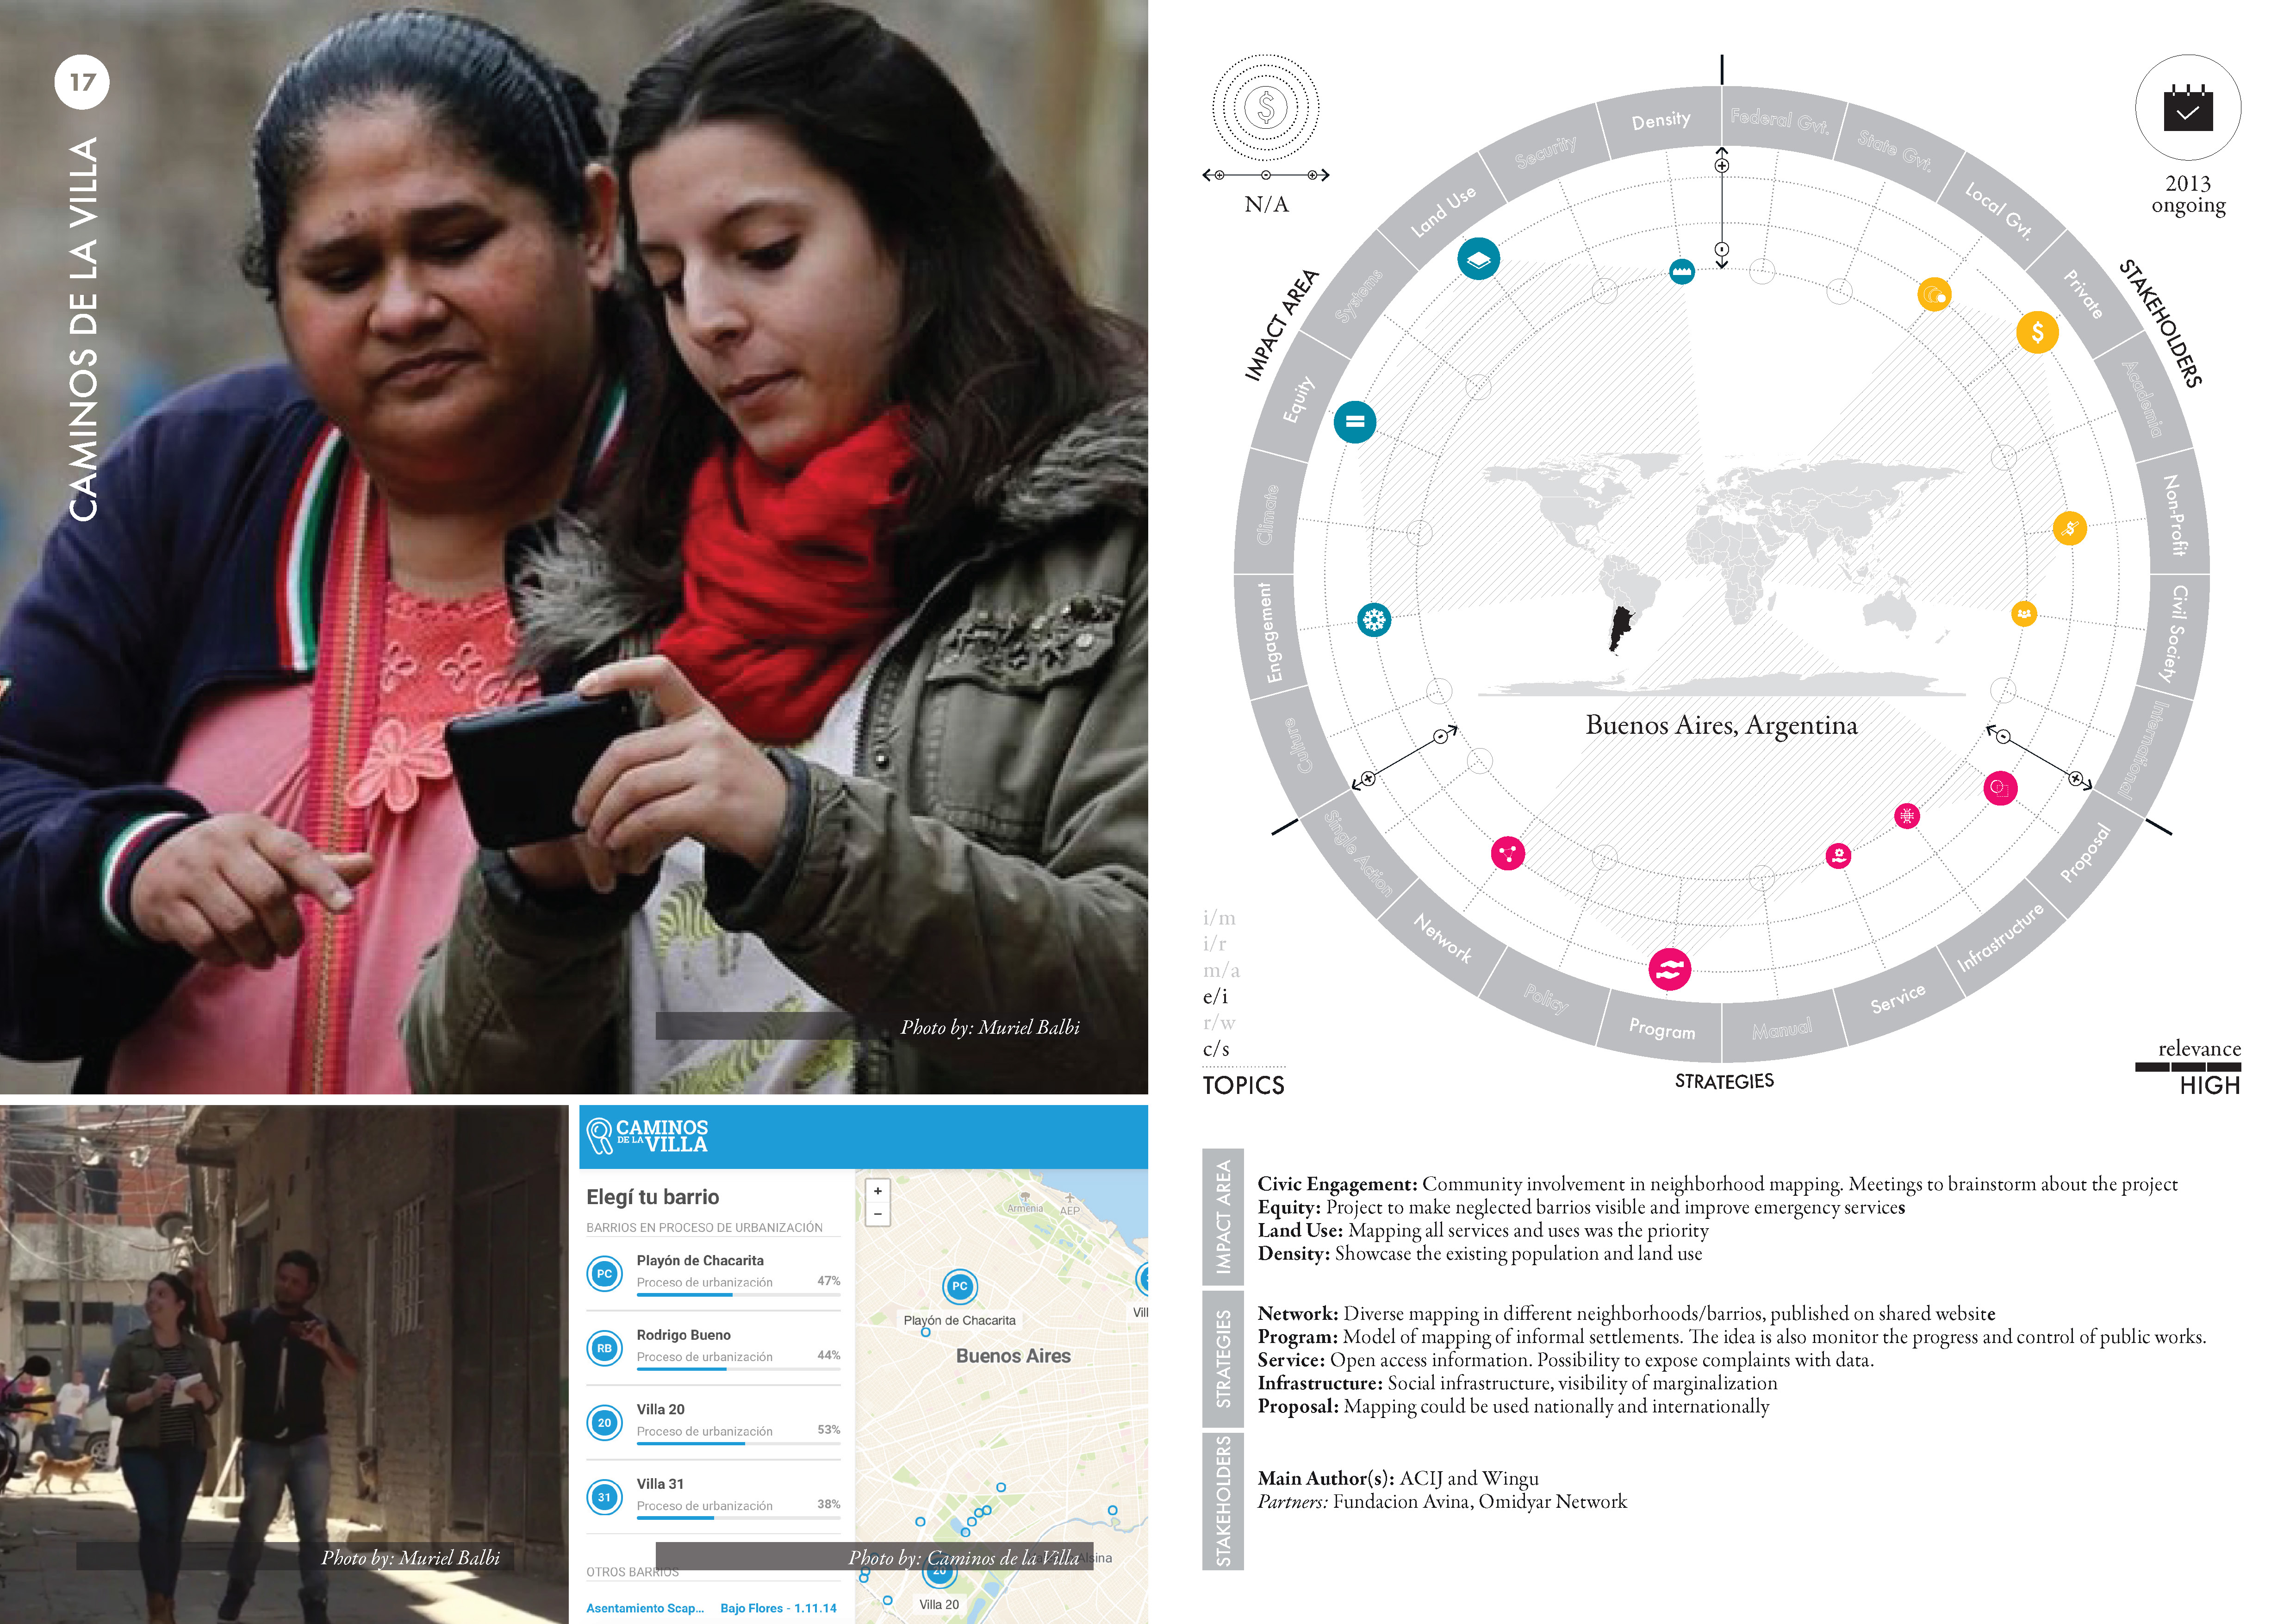 17
CAMINOS DE LA VILLA
Photo by: Muriel Balbi
Photo by: Muriel Balbi
CAMINOS
DE LA VILLA
Elegí tu barrio
BARRIOS EN PROCESO DE URBANIZACIÓN
PC
Playón de Chacarita
Proceso de urbanización 47%
RB
Rodrigo Bueno
Proceso de urbanización 44%
20
Villa 20
Proceso de urbanización 53%
31
Villa 31
Proceso de urbanización 38%
OTROS BARRIOS
Asentamiento Scap... Bajo Flores - 1.11.14
+
−
Armenia
AEP
PC
Playón de Chacarita
Vill
Buenos Aires
Alsina
20
Villa 20
Photo by: Caminos de la Villa
$
N/A
2013
ongoing
IMPACT AREA
Culture
Engagement
Climate
Equity
Systems
Land Use
Security
Density
STAKEHOLDERS
Federal Gvt.
State Gvt.
Local Gvt.
Private
Academia
Non-Profit
Civil Society
International
$
Buenos Aires, Argentina
Single Action
Network
Policy
Program
Manual
Service
Infrastructure
Proposal
STRATEGIES
i/m
i/r
m/a
e/i
r/w
c/s
TOPICS
relevance
HIGH
IMPACT AREA
Civic Engagement: Community involvement in neighborhood mapping. Meetings to brainstorm about the project
Equity: Project to make neglected barrios visible and improve emergency services
Land Use: Mapping all services and uses was the priority
Density: Showcase the existing population and land use
STRATEGIES
Network: Diverse mapping in different neighborhoods/barrios, published on shared website
Program: Model of mapping of informal settlements. The idea is also monitor the progress and control of public works.
Service: Open access information. Possibility to expose complaints with data.
Infrastructure: Social infrastructure, visibility of marginalization
Proposal: Mapping could be used nationally and internationally
STAKEHOLDERS
Main Author(s): ACIJ and Wingu
Partners: Fundacion Avina, Omidyar Network